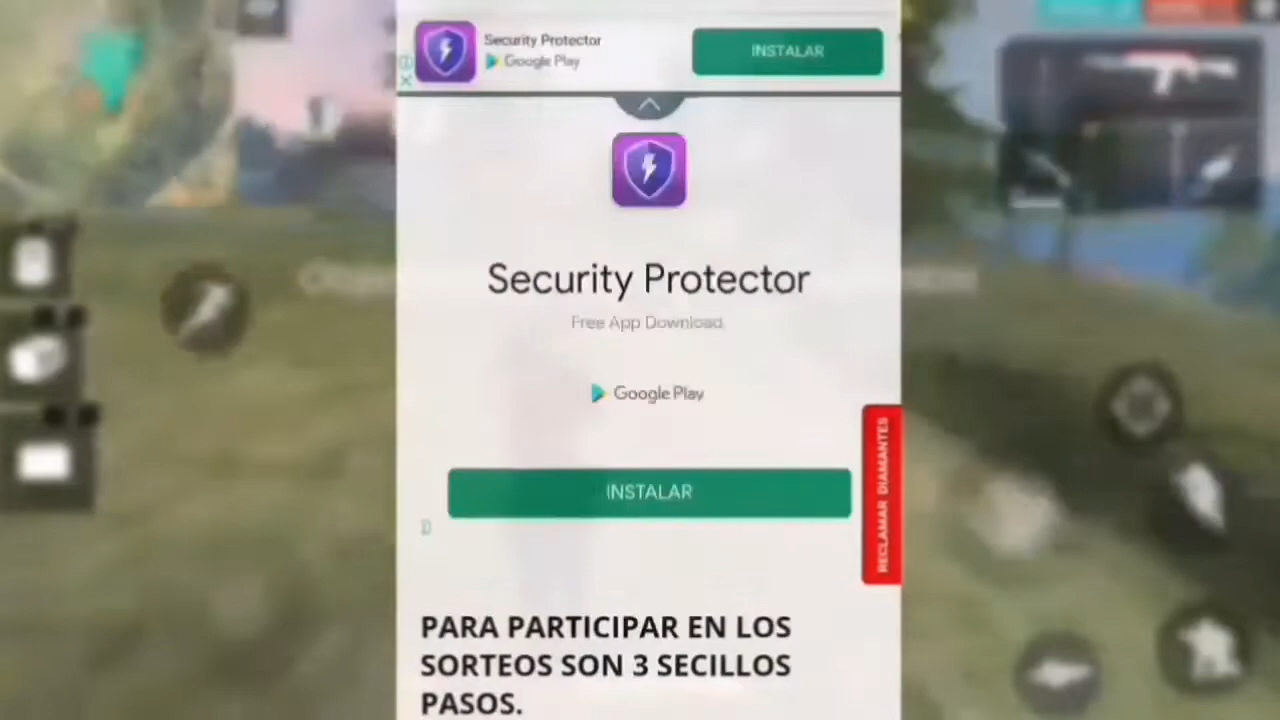 Security Protector
Google Play
INSTALAR
Security Protector
Free App Download
Google Play
INSTALAR
RECLAMAR DIAMANTES
PARA PARTICIPAR EN LOS
SORTEOS SON 3 SECILLOS
PASOS.